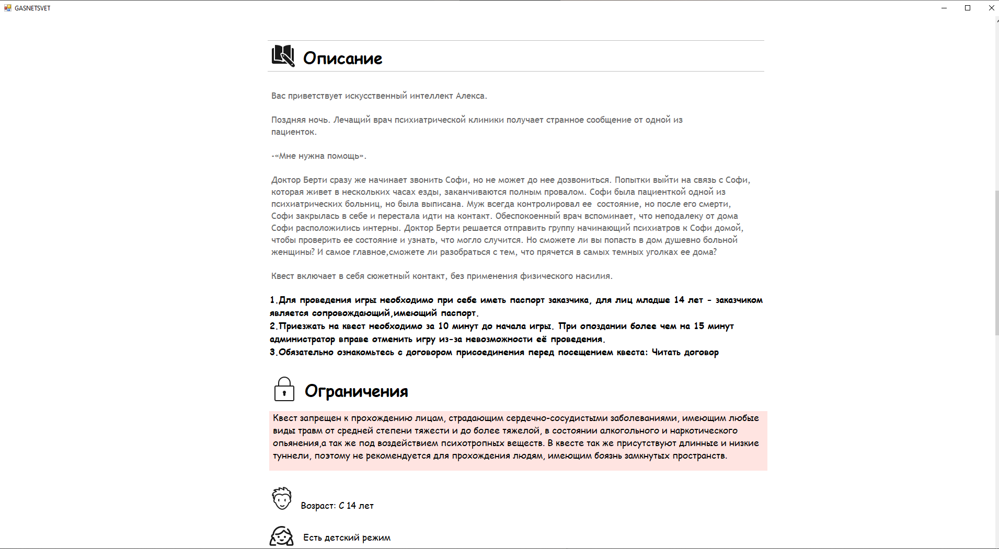 GASNETSVET
Описание
Вас приветствует искусственный интеллект Алекса.
Поздняя ночь. Лечащий врач психиатрической клиники получает странное сообщение от одной из
пациенток.
-«Мне нужна помощь».
Доктор Берти сразу же начинает звонить Софи, но не может до нее дозвониться. Попытки выйти на связь с Софи,
которая живет в нескольких часах езды, заканчиваются полным провалом. Софи была пациенткой одной из
психиатрических больниц, но была выписана. Муж всегда контролировал ее  состояние, но после его смерти,
Софи закрылась в себе и перестала идти на контакт. Обеспокоенный врач вспоминает, что неподалеку от дома
Софи расположились интерны. Доктор Берти решается отправить группу начинающий психиатров к Софи домой,
чтобы проверить ее состояние и узнать, что могло случится. Но сможете ли вы попасть в дом душевно больной
женщины? И самое главное,сможете ли разобраться с тем, что прячется в самых темных уголках ее дома?
Квест включает в себя сюжетный контакт, без применения физического насилия.
1.Для проведения игры необходимо при себе иметь паспорт заказчика, для лиц младше 14 лет - заказчиком
является сопровождающий,имеющий паспорт.
2.Приезжать на квест необходимо за 10 минут до начала игры. При опоздании более чем на 15 минут
администратор вправе отменить игру из-за невозможности её проведения.
3.Обязательно ознакомьтесь с договором присоединения перед посещением квеста: Читать договор
Ограничения
Квест запрещен к прохождению лицам, страдающим сердечно-сосудистыми заболеваниями, имеющим любые
виды травм от средней степени тяжести и до более тяжелой, в состоянии алкогольного и наркотического
опьянения,а так же под воздействием психотропных веществ. В квесте так же присутствуют длинные и низкие
туннели, поэтому не рекомендуется для прохождения людям, имеющим боязнь замкнутых пространств.
Возраст: С 14 лет
Есть детский режим